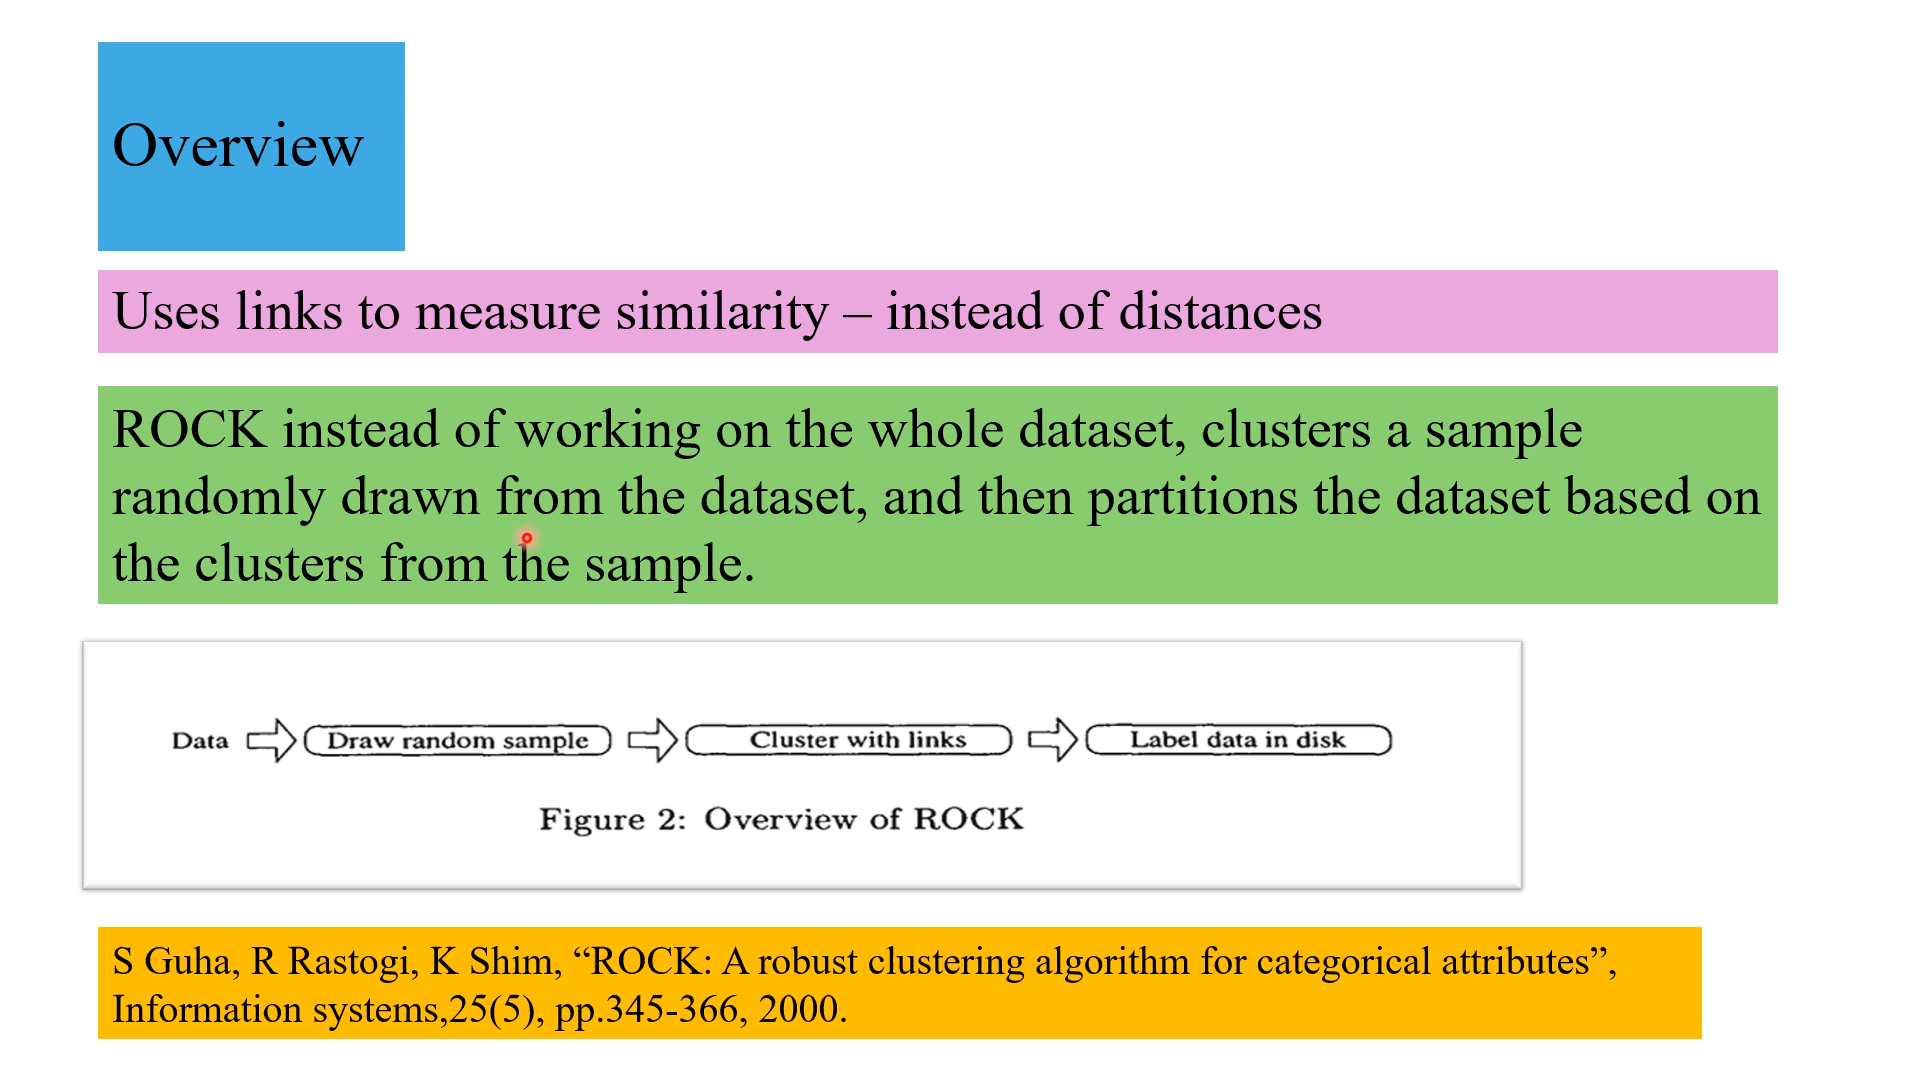 Overview
Uses links to measure similarity – instead of distances
ROCK instead of working on the whole dataset, clusters a sample
randomly drawn from the dataset, and then partitions the dataset based on
the clusters from the sample.
Data Draw random sample Cluster with links Label data in disk
Figure 2: Overview of ROCK
S Guha, R Rastogi, K Shim, “ROCK: A robust clustering algorithm for categorical attributes”,
Information systems,25(5), pp.345-366, 2000.